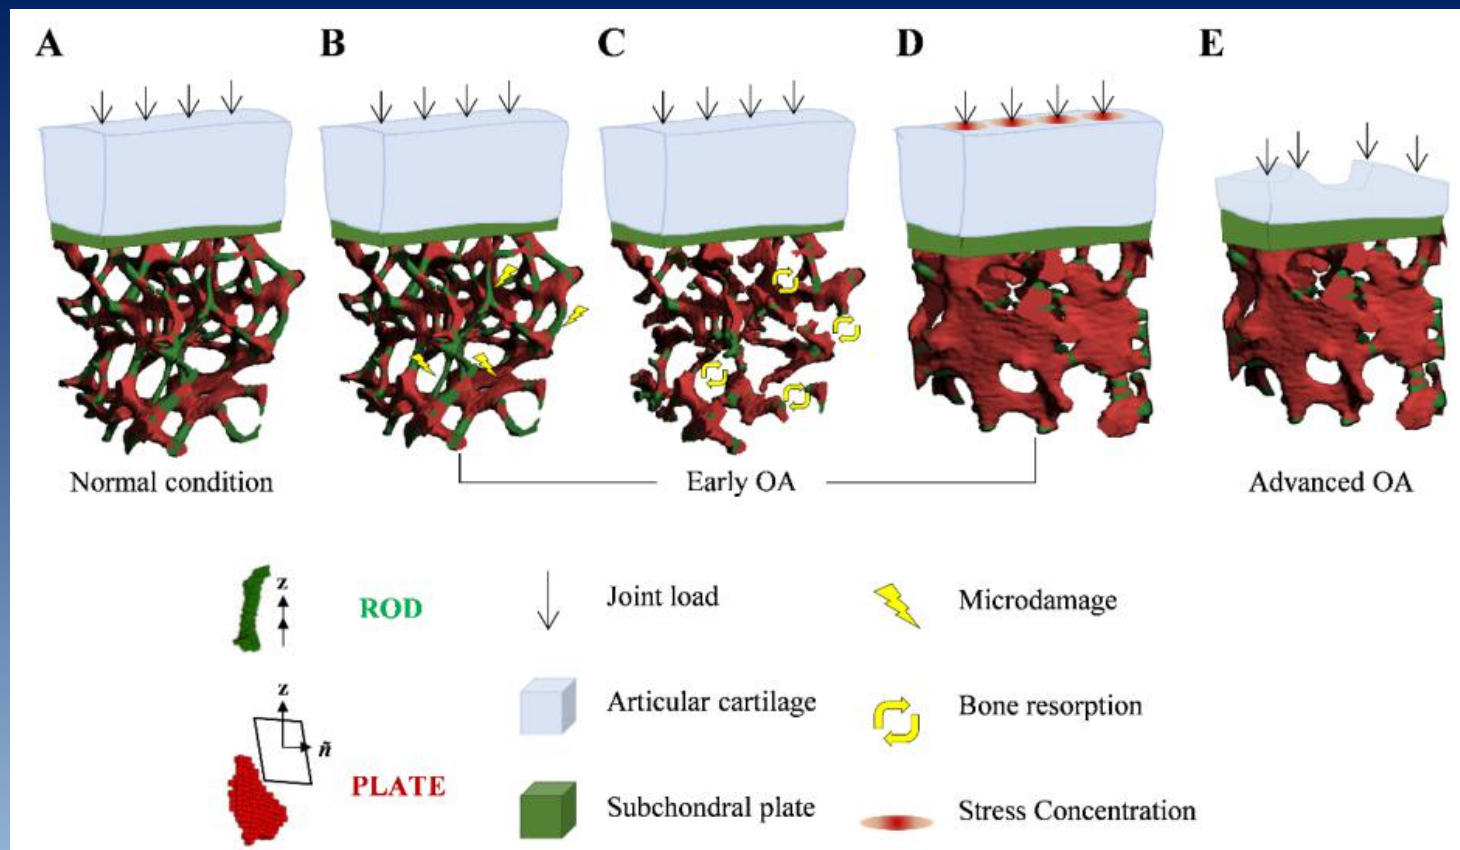 A
B
C
D
E
Normal condition
Early OA
Advanced OA
z
ROD
Joint load
Microdamage
z
ñ
PLATE
Articular cartilage
Bone resorption
Subchondral plate
Stress Concentration